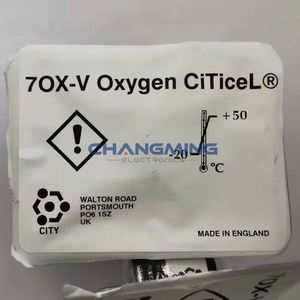 7OX-V Oxygen CiTiceL®
+50
CHANGMING
ELECTRONICS
-20
°C
CITY
WALTON ROAD
PORTSMOUTH
PO6 1SZ
UK
MADE IN ENGLAND